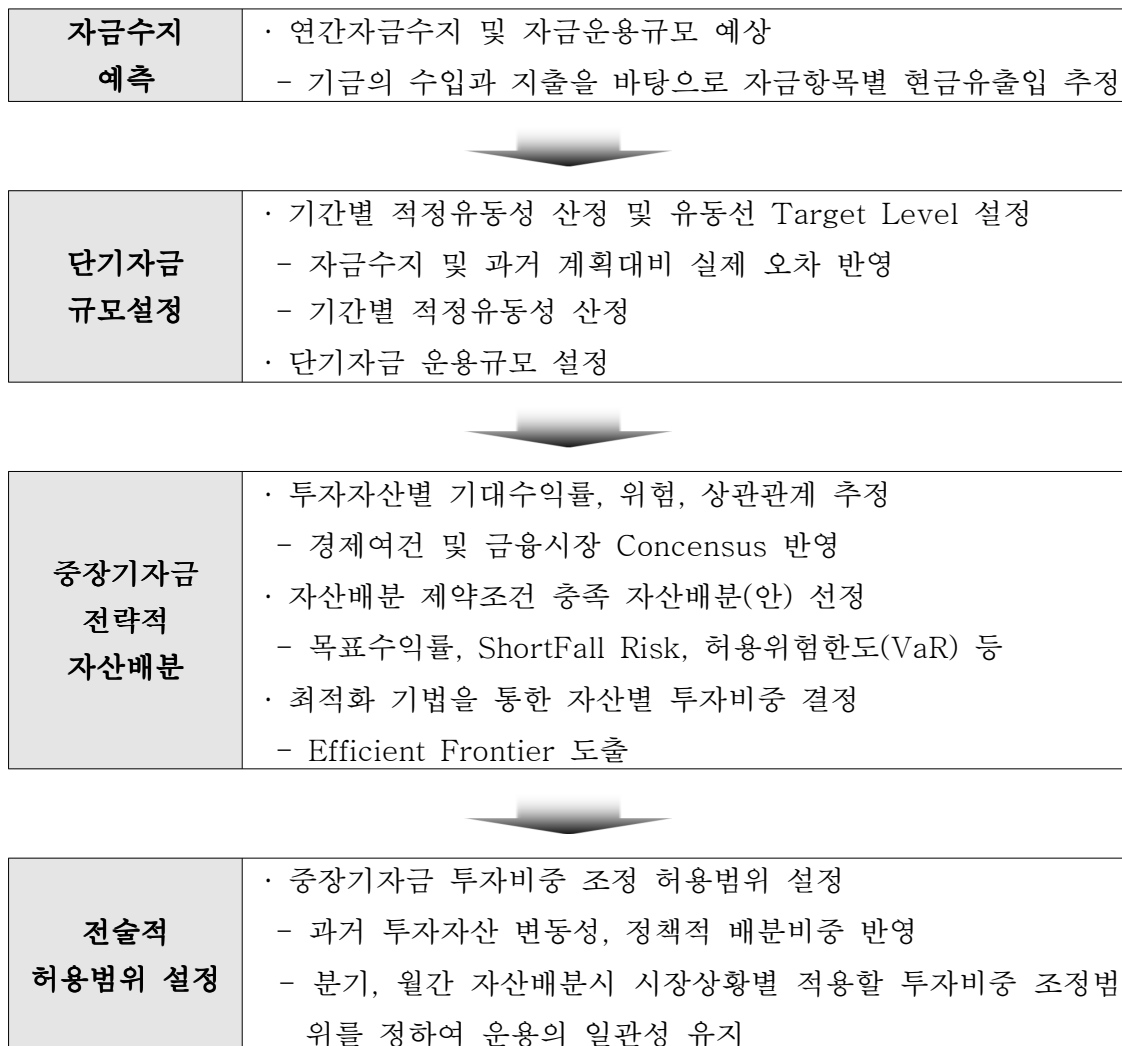 자금수지
예측
· 연간자금수지 및 자금운용규모 예상
- 기금의 수입과 지출을 바탕으로 자금항목별 현금유출입 추정
단기자금
규모설정
· 기간별 적정유동성 산정 및 유동선 Target Level 설정
- 자금수지 및 과거 계획대비 실제 오차 반영
- 기간별 적정유동성 산정
· 단기자금 운용규모 설정
중장기자금
전략적
자산배분
· 투자자산별 기대수익률, 위험, 상관관계 추정
- 경제여건 및 금융시장 Concensus 반영
· 자산배분 제약조건 충족 자산배분(안) 선정
- 목표수익률, ShortFall Risk, 허용위험한도(VaR) 등
· 최적화 기법을 통한 자산별 투자비중 결정
- Efficient Frontier 도출
전술적
허용범위 설정
· 중장기자금 투자비중 조정 허용범위 설정
- 과거 투자자산 변동성, 정책적 배분비중 반영
- 분기, 월간 자산배분시 시장상황별 적용할 투자비중 조정범
위를 정하여 운용의 일관성 유지